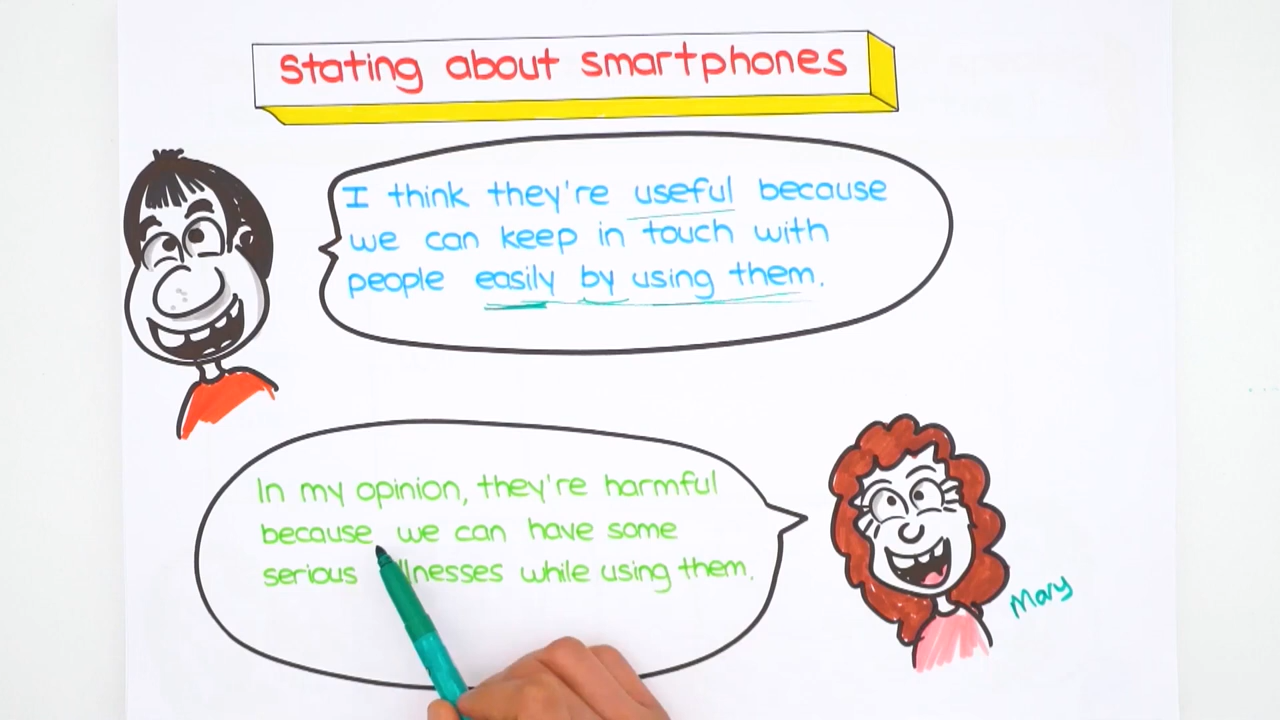 Stating about smartphones
I think they're useful because
we can keep in touch with
people easily by using them.
In my opinion, they're harmful
because we can have some
serious illnesses while using them.
Mary